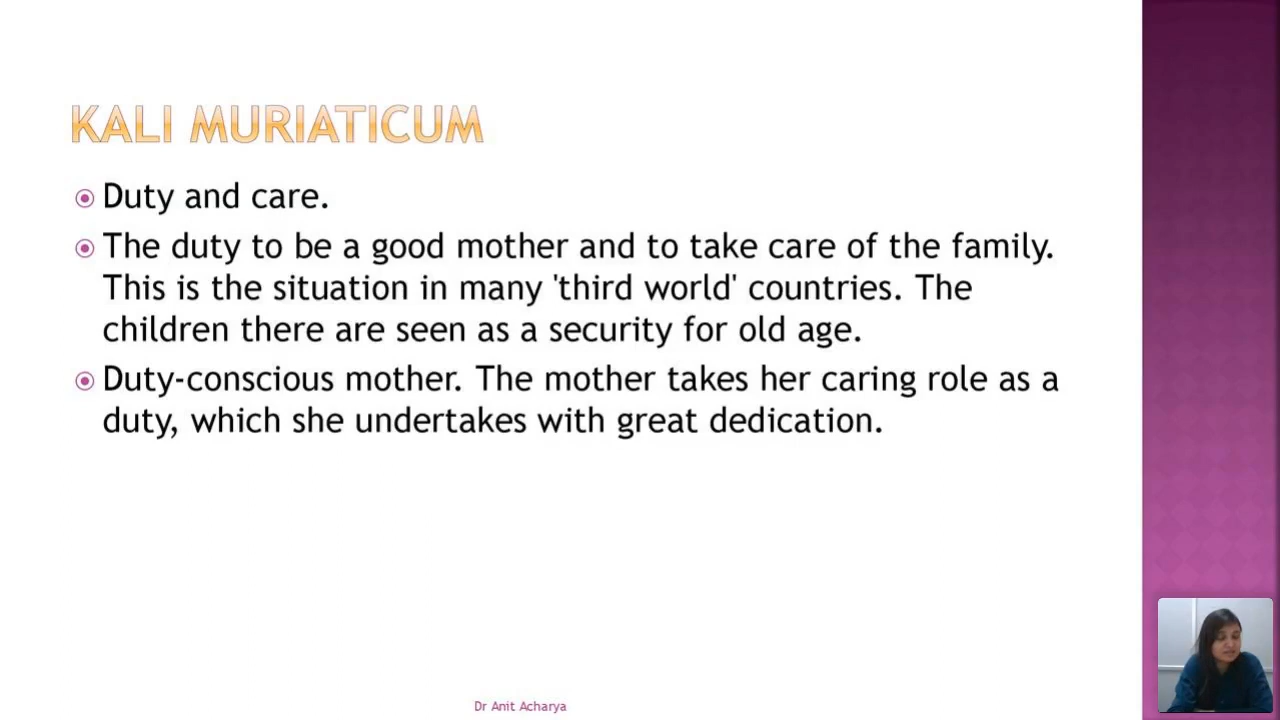 KALI MURIATICUM
Duty and care.
The duty to be a good mother and to take care of the family.
This is the situation in many 'third world' countries. The
children there are seen as a security for old age.
Duty-conscious mother. The mother takes her caring role as a
duty, which she undertakes with great dedication.
Dr Anit Acharya